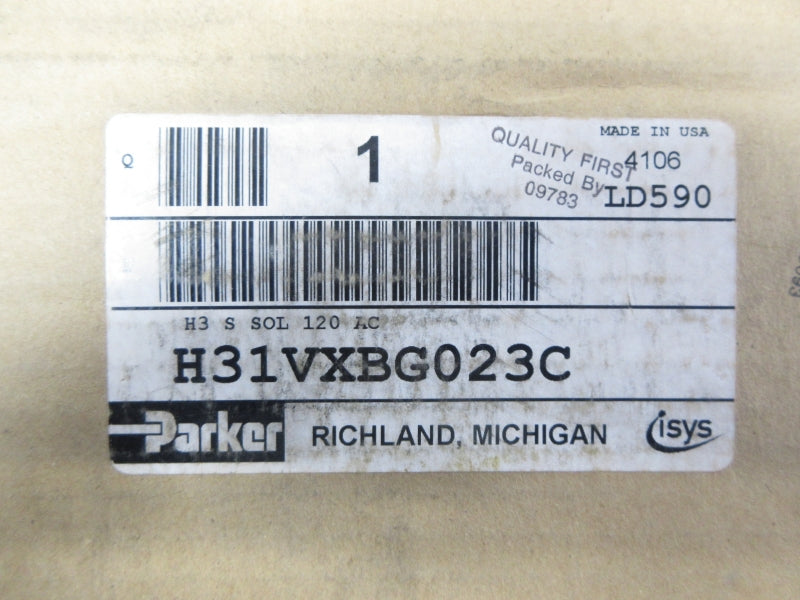 MADE IN USA
Q
1
4106
LD590
QUALITY FIRST
Packed By
09783
H3 S SOL 120 AC
H31VXBG023C
Parker
RICHLAND, MICHIGAN
isys